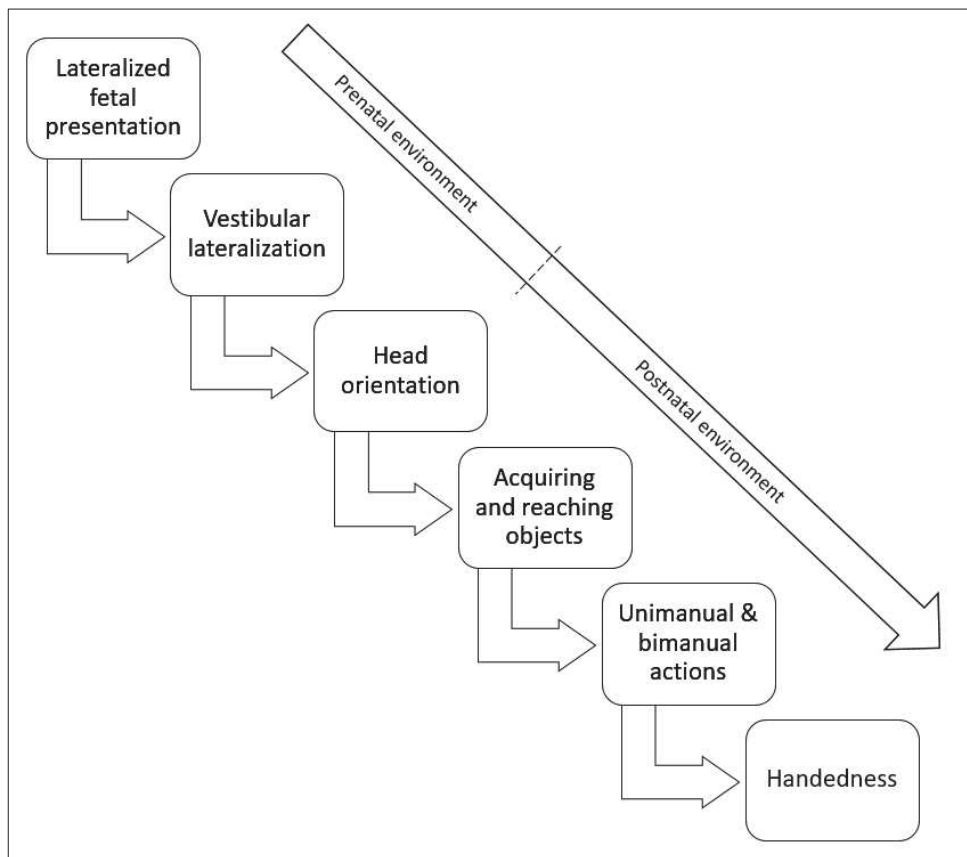 Lateralized
fetal
presentation
Prenatal environment
Vestibular
lateralization
Head
orientation
Postnatal environment
Acquiring
and reaching
objects
Unimanual &
bimanual
actions
Handedness